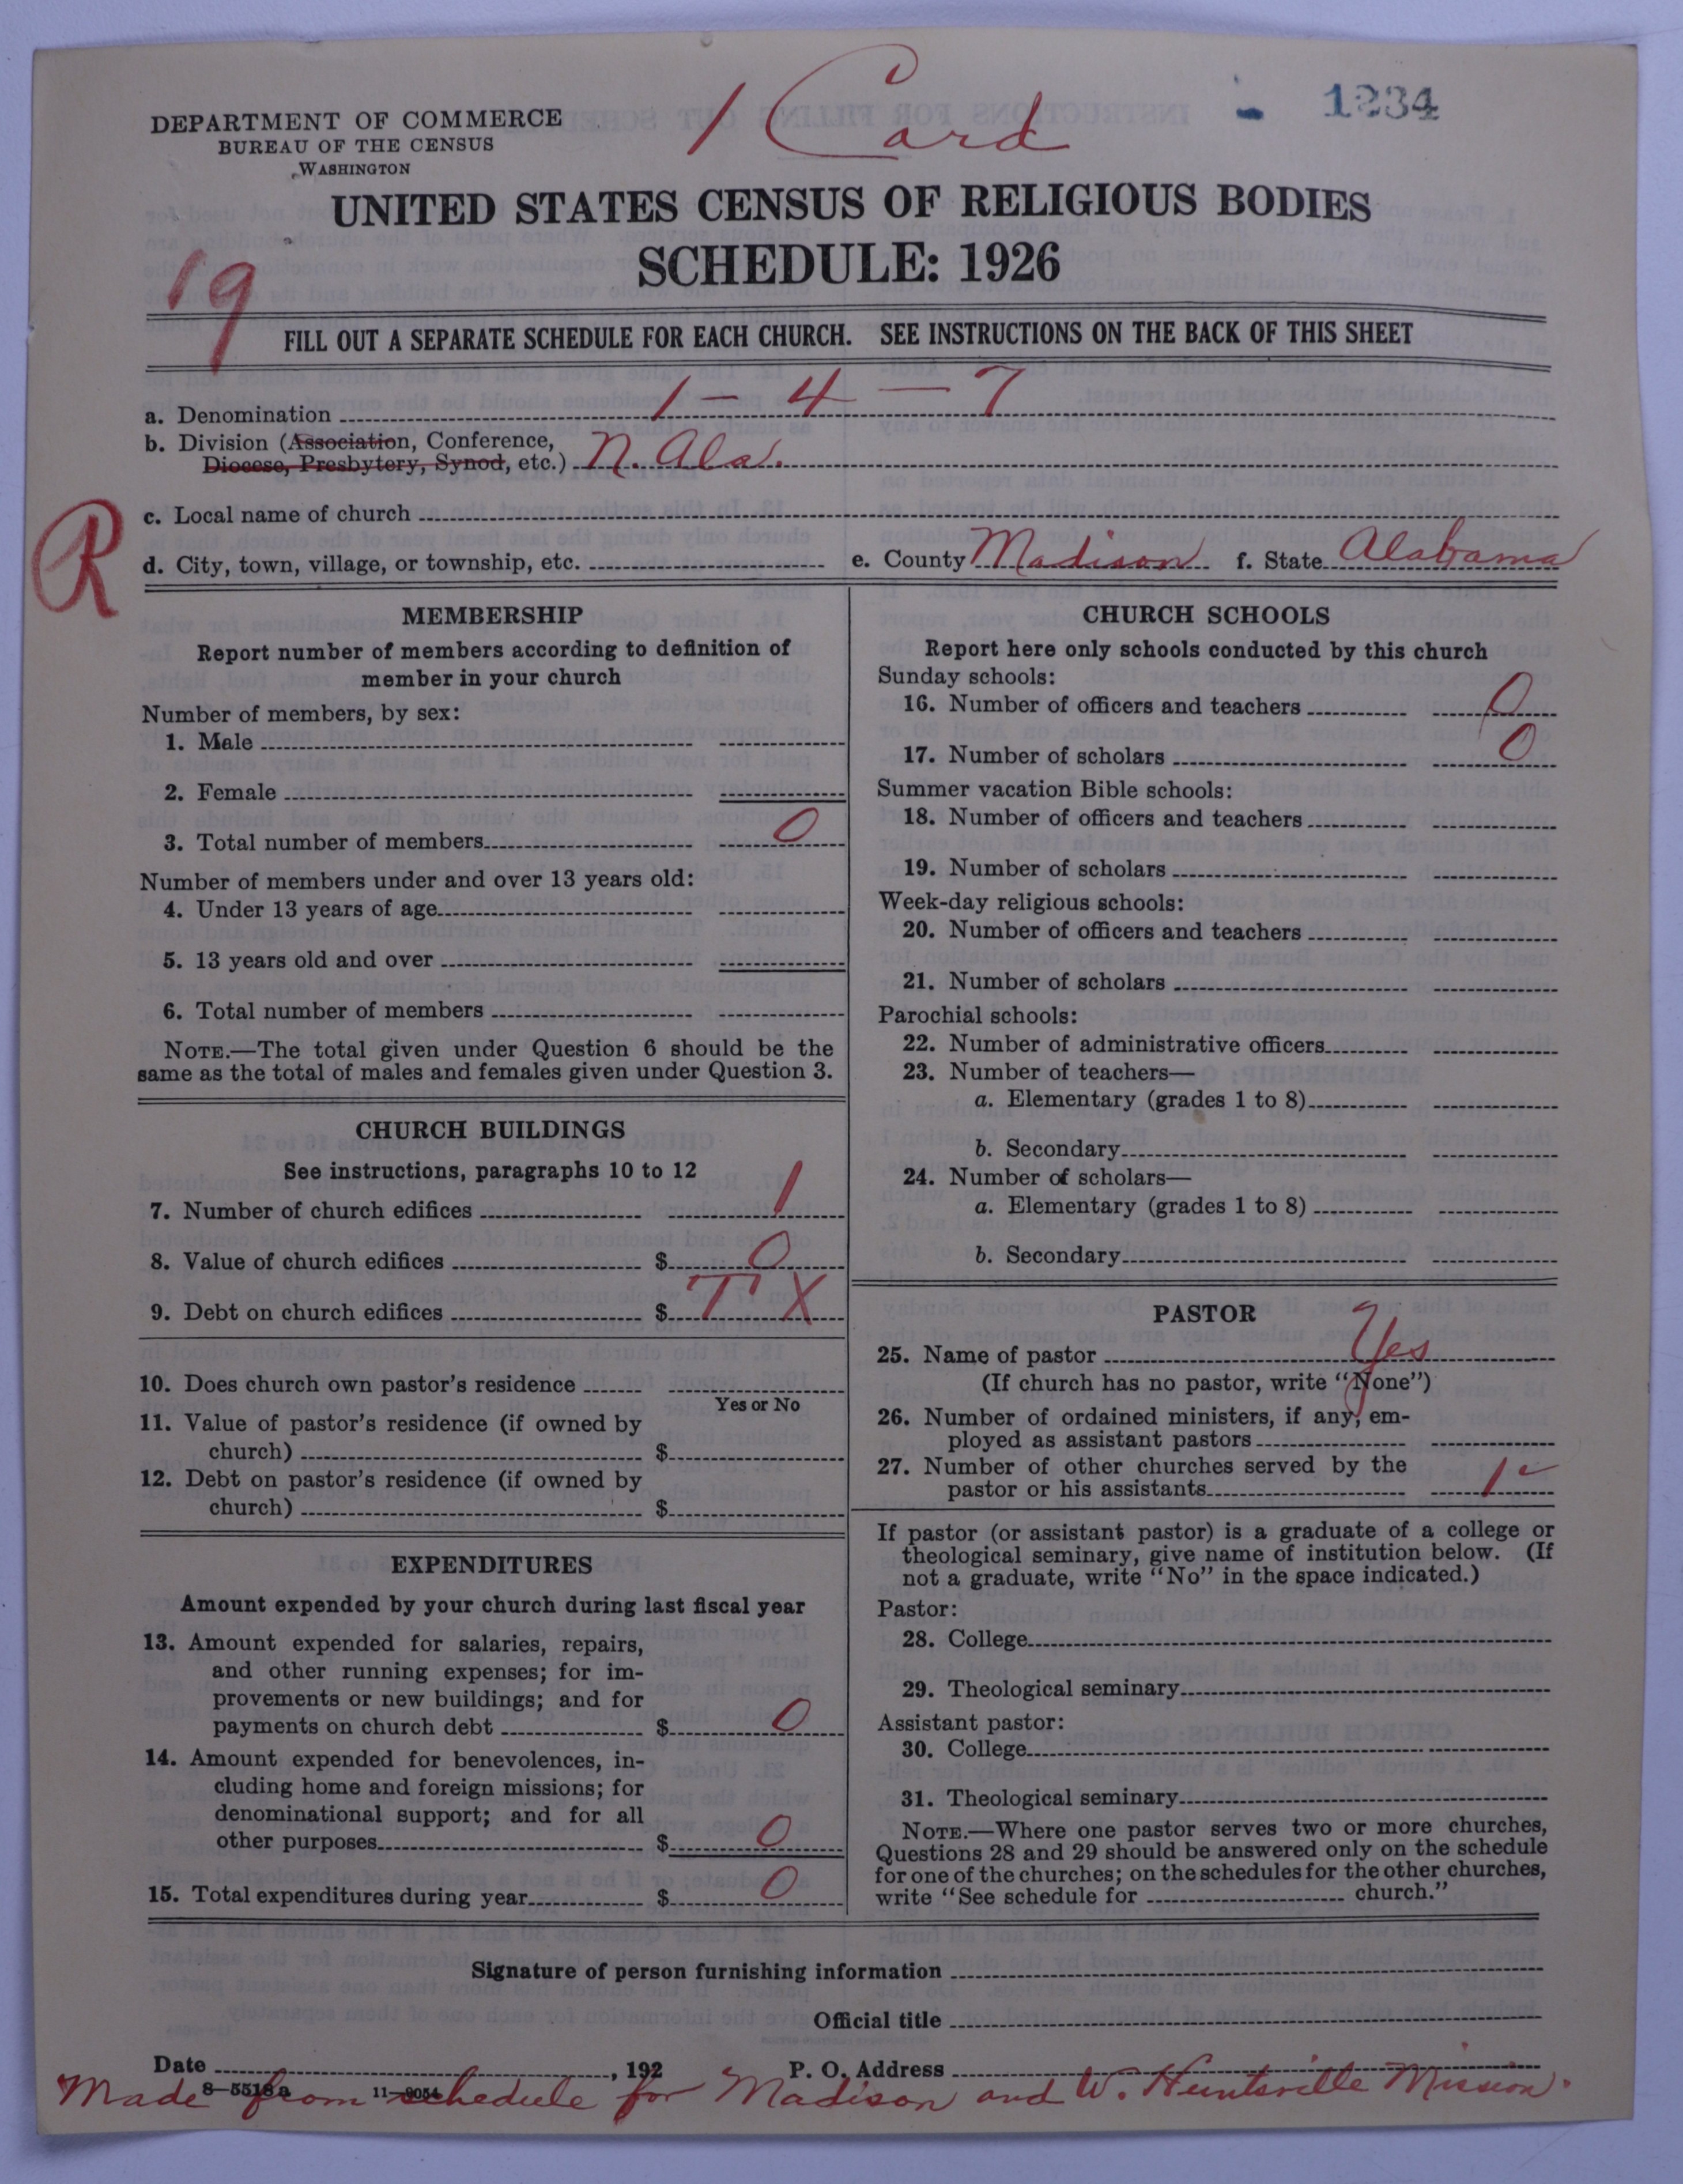 1 Card
- 1234
DEPARTMENT OF COMMERCE
BUREAU OF THE CENSUS
WASHINGTON
UNITED STATES CENSUS OF RELIGIOUS BODIES
SCHEDULE: 1926
19
FILL OUT A SEPARATE SCHEDULE FOR EACH CHURCH. SEE INSTRUCTIONS ON THE BACK OF THIS SHEET
a. Denomination 1 - 4 - 7
b. Division (Association, Conference,
Diocese, Presbytery, Synod, etc.) N. Ala.
R
c. Local name of church
d. City, town, village, or township, etc. e. County Madison f. State Alabama
MEMBERSHIP
Report number of members according to definition of
member in your church
Number of members, by sex:
1. Male
2. Female
3. Total number of members 0
Number of members under and over 13 years old:
4. Under 13 years of age
5. 13 years old and over
6. Total number of members
NOTE.—The total given under Question 6 should be the
same as the total of males and females given under Question 3.
CHURCH BUILDINGS
See instructions, paragraphs 10 to 12
7. Number of church edifices 1
8. Value of church edifices $ 0
9. Debt on church edifices $ T X
10. Does church own pastor's residence
Yes or No
11. Value of pastor's residence (if owned by
church) $
12. Debt on pastor's residence (if owned by
church) $
EXPENDITURES
Amount expended by your church during last fiscal year
13. Amount expended for salaries, repairs,
and other running expenses; for im-
provements or new buildings; and for
payments on church debt $ 0
14. Amount expended for benevolences, in-
cluding home and foreign missions; for
denominational support; and for all
other purposes $ 0
15. Total expenditures during year $ 0
CHURCH SCHOOLS
Report here only schools conducted by this church
Sunday schools:
16. Number of officers and teachers 0
17. Number of scholars 0
Summer vacation Bible schools:
18. Number of officers and teachers
19. Number of scholars
Week-day religious schools:
20. Number of officers and teachers
21. Number of scholars
Parochial schools:
22. Number of administrative officers
23. Number of teachers—
a. Elementary (grades 1 to 8)
b. Secondary
24. Number of scholars—
a. Elementary (grades 1 to 8)
b. Secondary
PASTOR
25. Name of pastor Yes
(If church has no pastor, write "None")
26. Number of ordained ministers, if any, em-
ployed as assistant pastors
27. Number of other churches served by the
pastor or his assistants 1
If pastor (or assistant pastor) is a graduate of a college or
theological seminary, give name of institution below. (If
not a graduate, write "No" in the space indicated.)
Pastor:
28. College
29. Theological seminary
Assistant pastor:
30. College
31. Theological seminary
NOTE.—Where one pastor serves two or more churches,
Questions 28 and 29 should be answered only on the schedule
for one of the churches; on the schedules for the other churches,
write "See schedule for church."
Signature of person furnishing information
Official title
Date , 192 P. O. Address
8—5518a 11—9054
Made from schedule for Madison and W. Huntsville Mission.